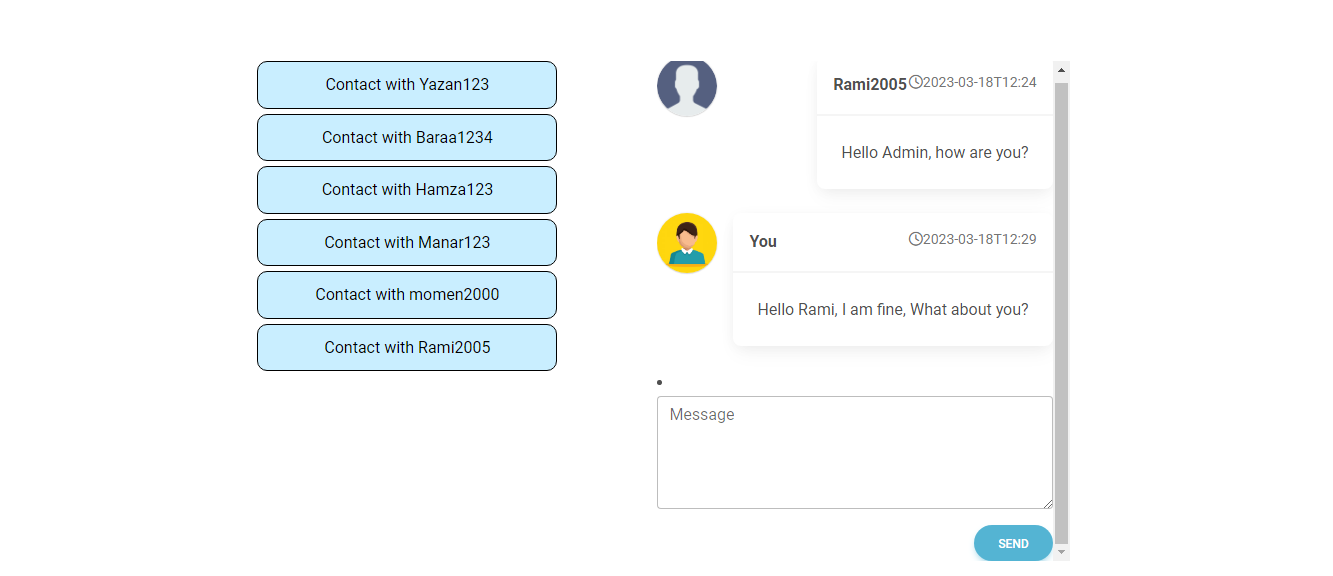 Contact with Yazan123
Contact with Baraa1234
Contact with Hamza123
Contact with Manar123
Contact with momen2000
Contact with Rami2005
Rami2005 2023-03-18T12:24
Hello Admin, how are you?
You 2023-03-18T12:29
Hello Rami, I am fine, What about you?
Message
SEND